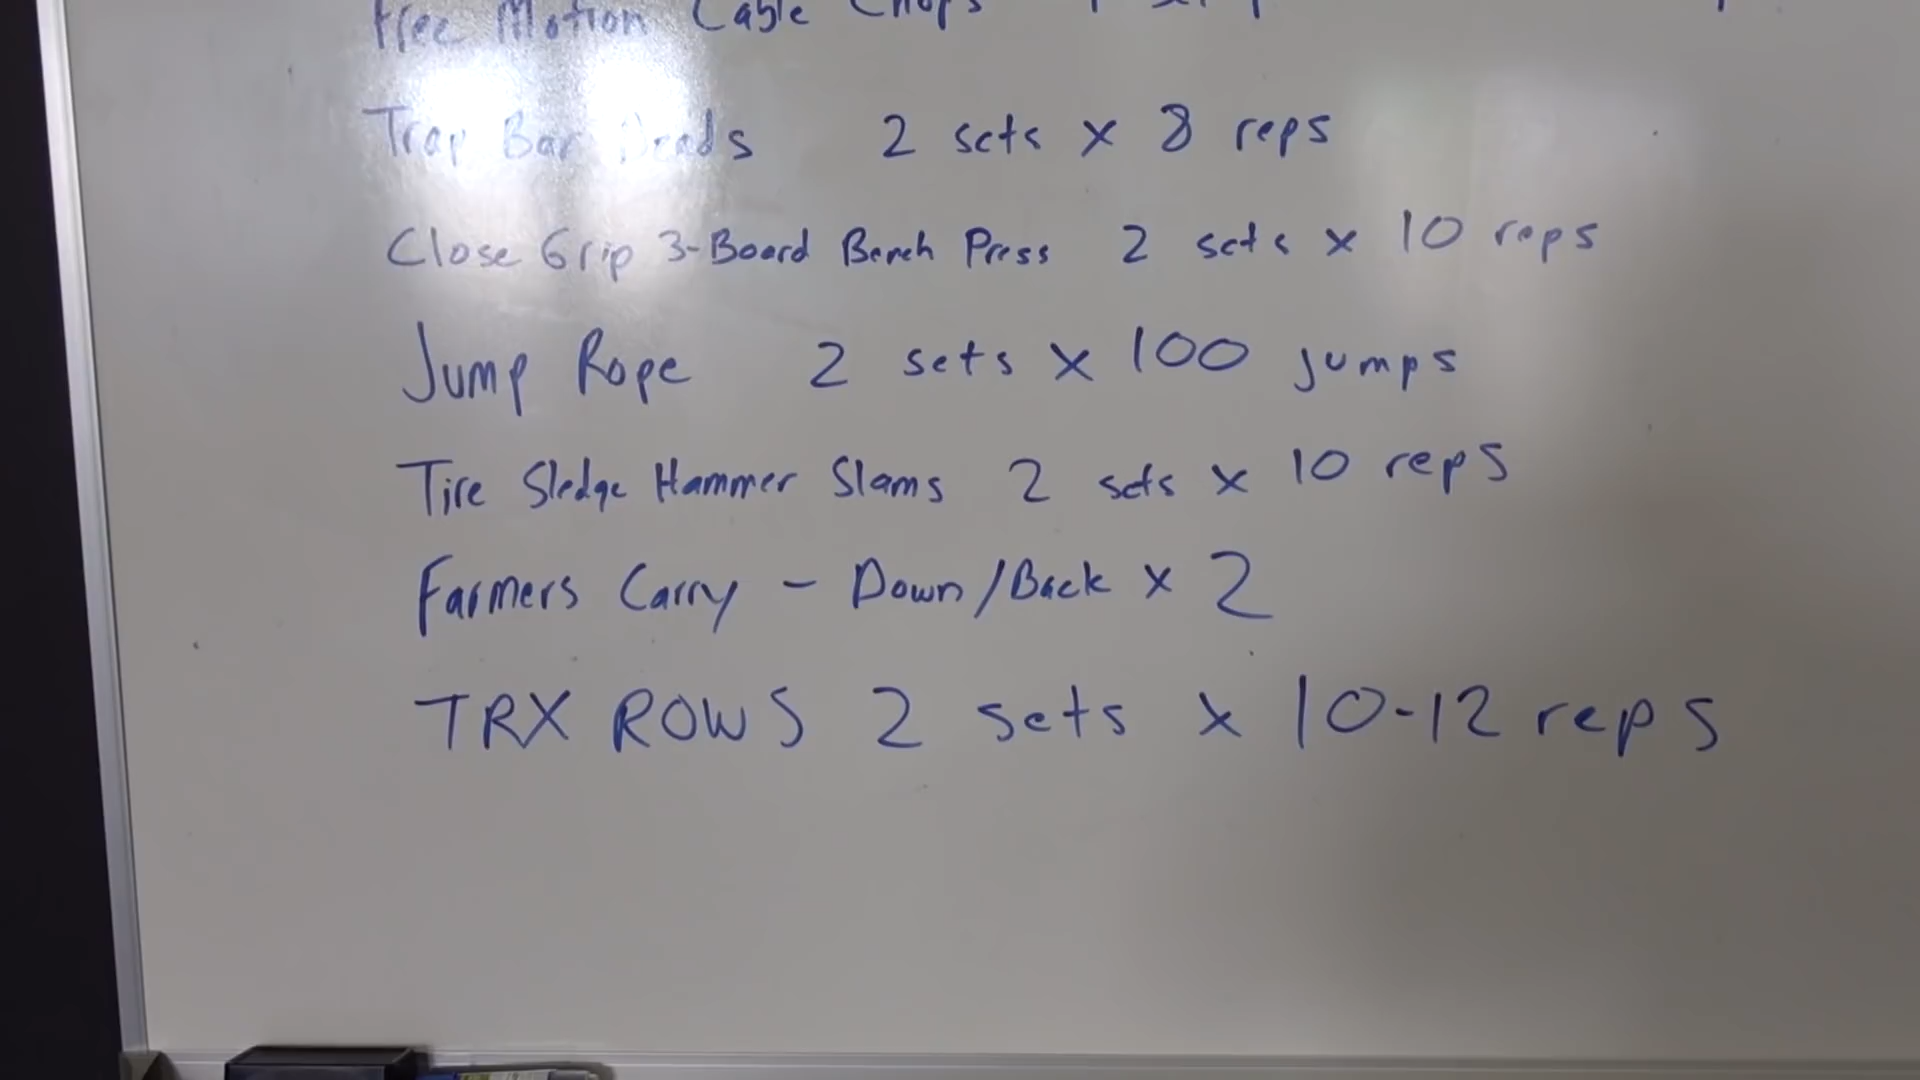 Free Motion Cable Chops
Trap Bar Deads 2 sets x 8 reps
Close Grip 3-Board Bench Press 2 sets x 10 reps
Jump Rope 2 sets x 100 jumps
Tire Sledge Hammer Slams 2 sets x 10 reps
Farmers Carry - Down/Back x 2
TRX ROWS 2 sets x 10-12 reps